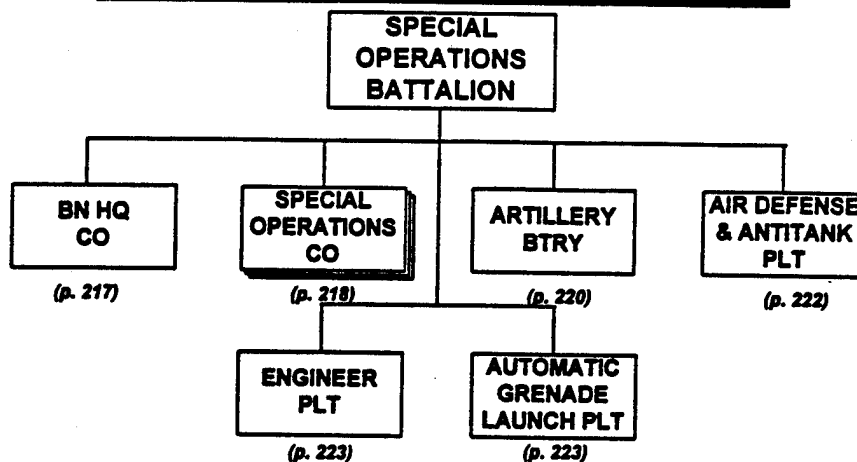 SPECIAL
OPERATIONS
BATTALION
BN HQ
CO
(p. 217)
SPECIAL
OPERATIONS
CO
(p. 218)
ARTILLERY
BTRY
(p. 220)
AIR DEFENSE
& ANTITANK
PLT
(p. 222)
ENGINEER
PLT
(p. 223)
AUTOMATIC
GRENADE
LAUNCH PLT
(p. 223)